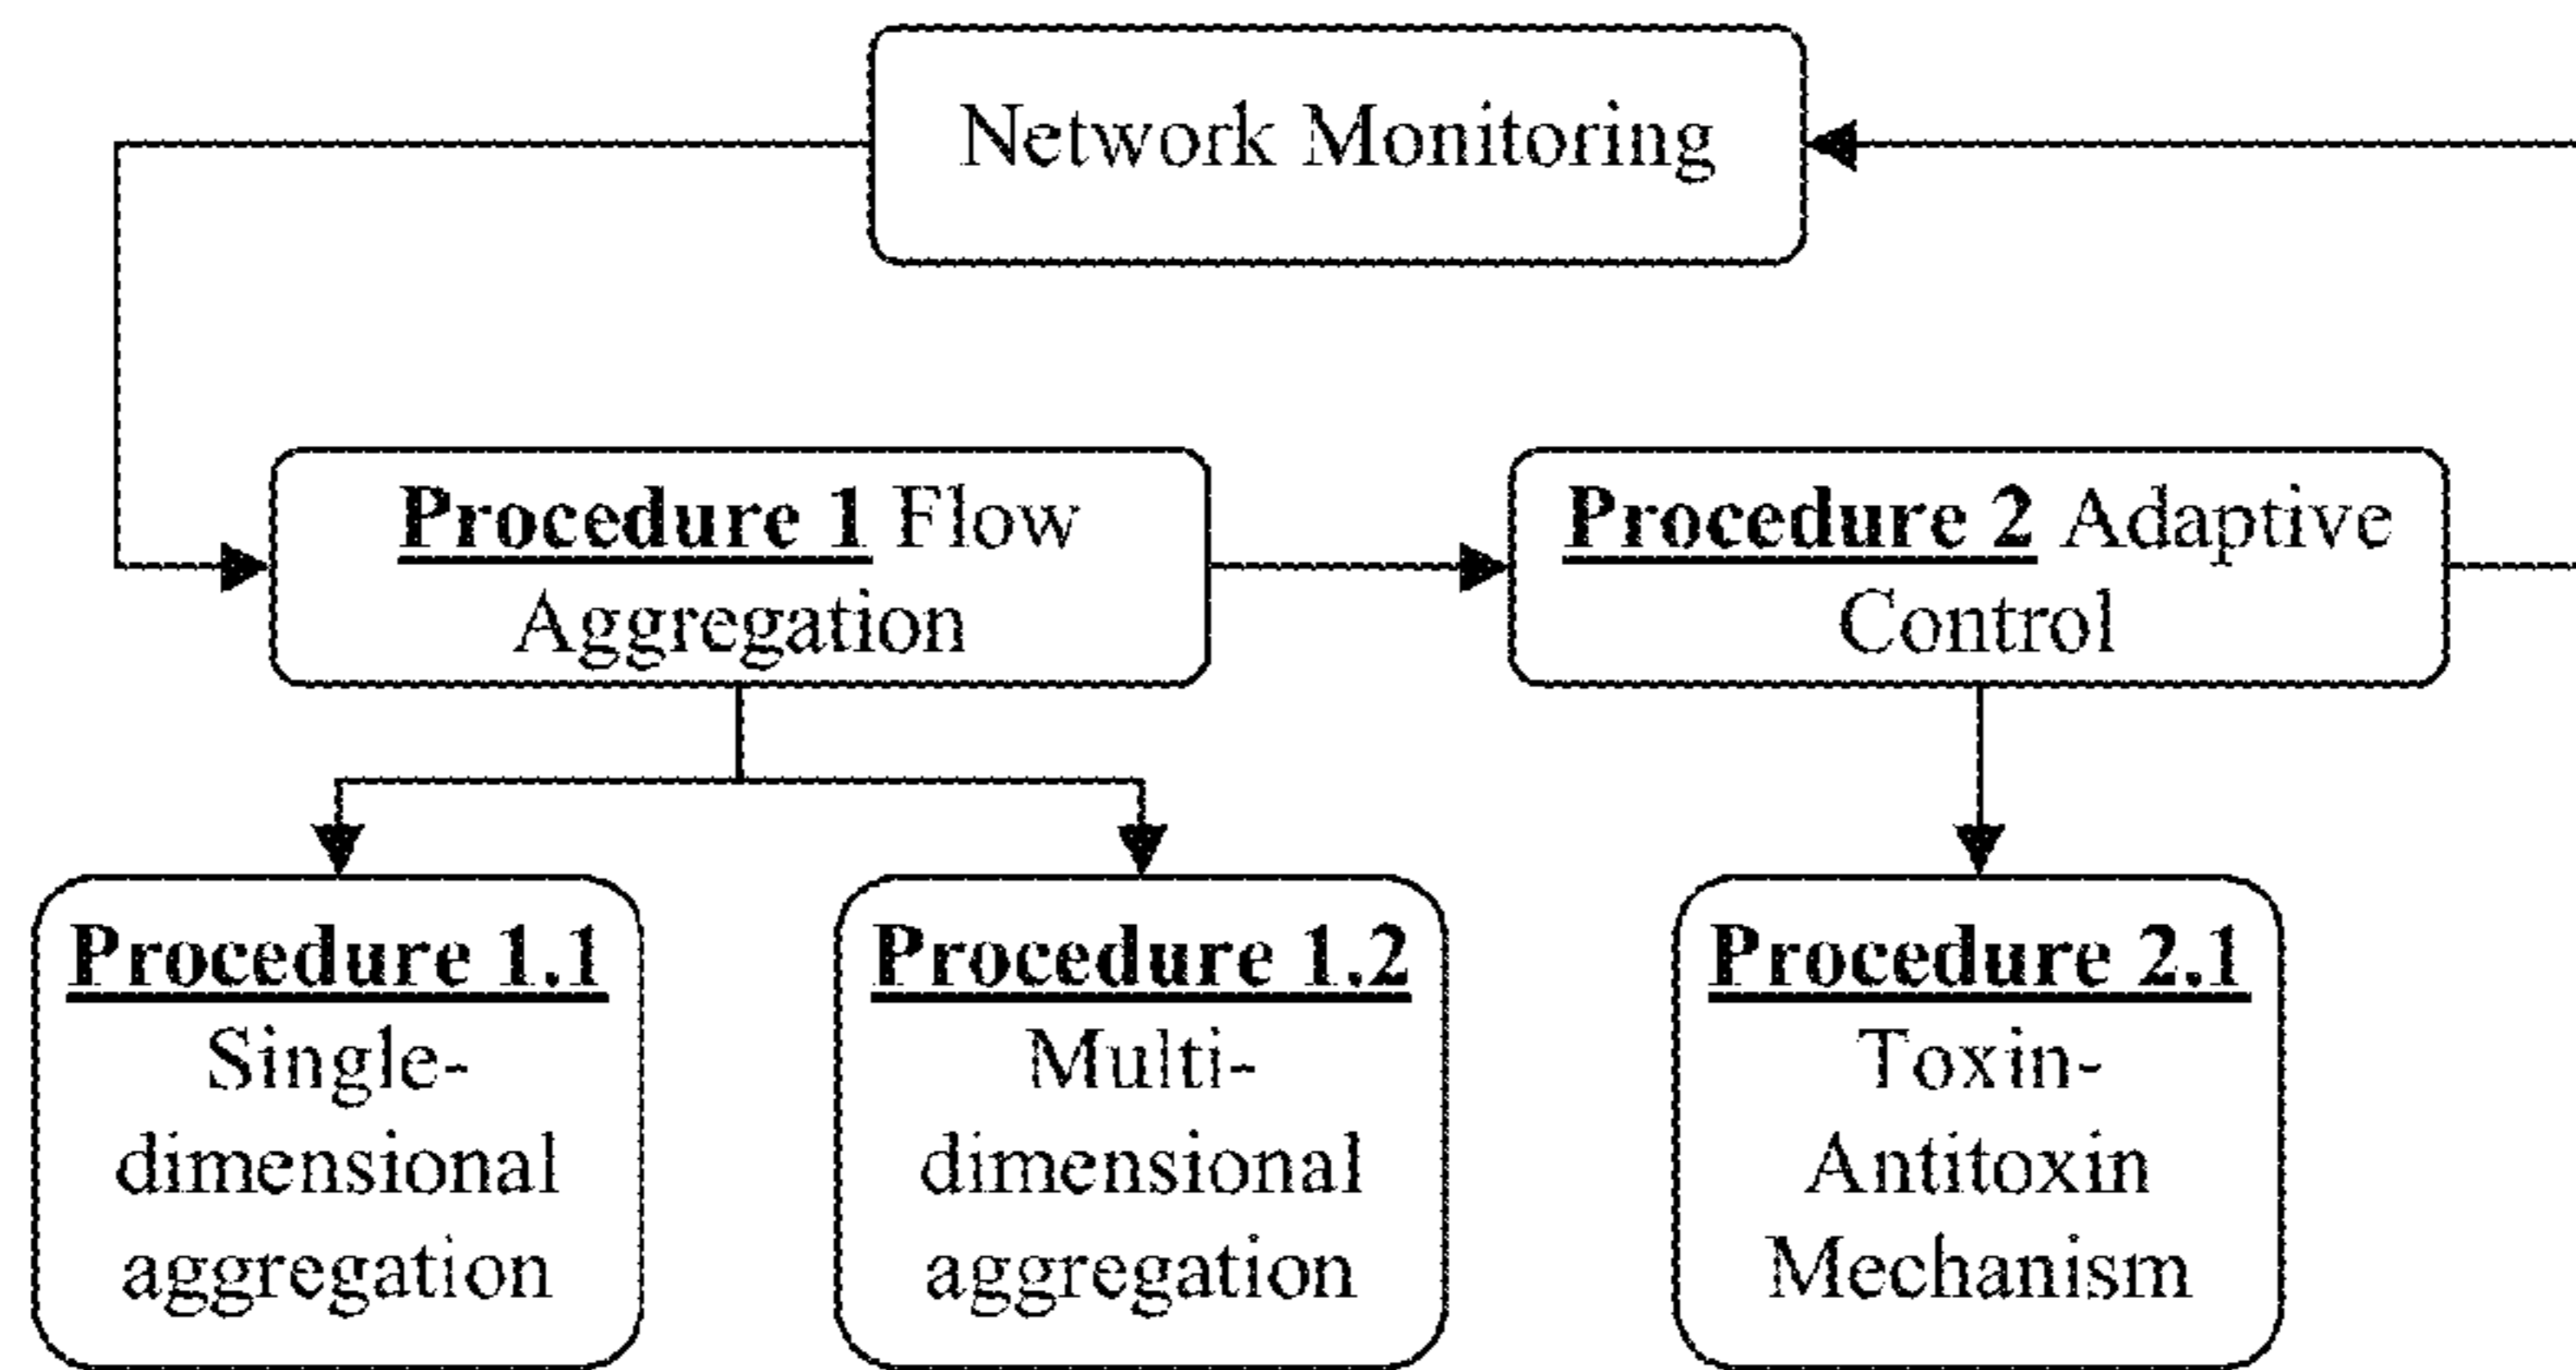 Network Monitoring
Procedure 1 Flow
Aggregation
Procedure 2 Adaptive
Control
Procedure 1.1
Single-
dimensional
aggregation
Procedure 1.2
Multi-
dimensional
aggregation
Procedure 2.1
Toxin-
Antitoxin
Mechanism